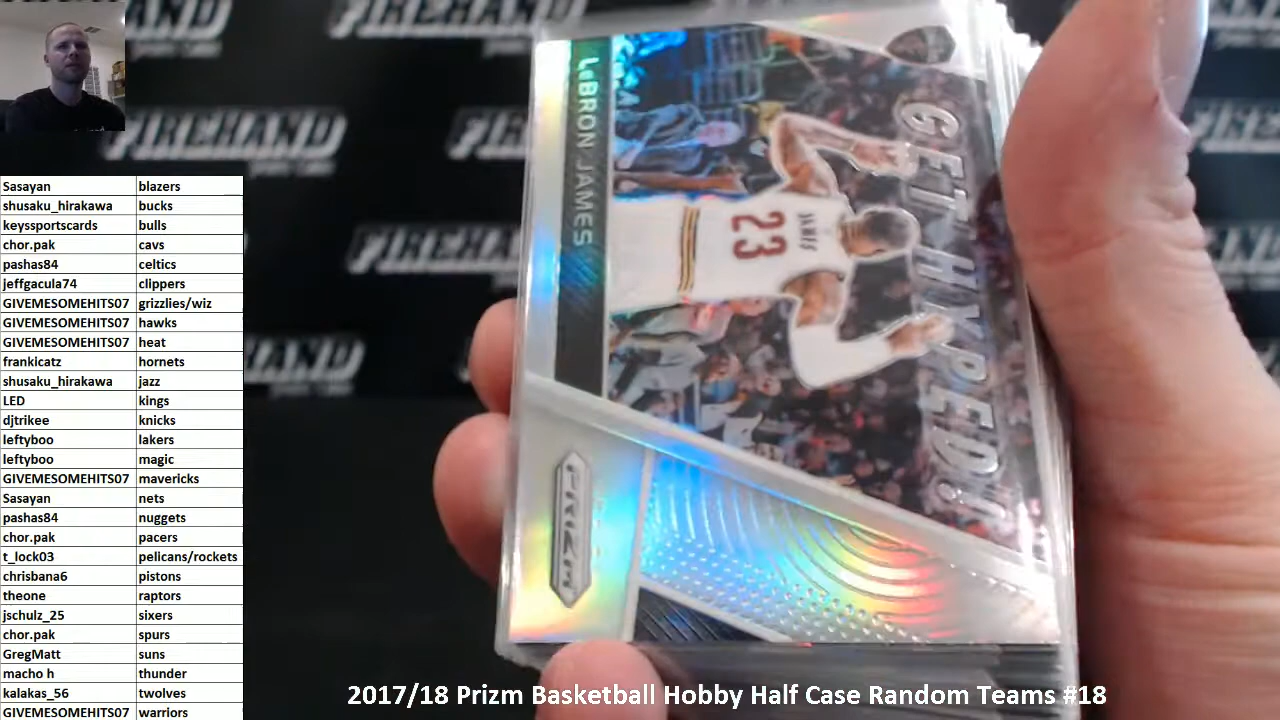 FIREHAND
FIREHAND
FIREHAND
FIREHAND
FIREHAND
Sasayan blazers
shusaku_hirakawa bucks
keyssportscards bulls
chor.pak cavs
pashas84 celtics
jeffgacula74 clippers
GIVEMESOMEHITS07 grizzlies/wiz
GIVEMESOMEHITS07 hawks
GIVEMESOMEHITS07 heat
frankicatz hornets
shusaku_hirakawa jazz
LED kings
djtrikee knicks
leftyboo lakers
leftyboo magic
GIVEMESOMEHITS07 mavericks
Sasayan nets
pashas84 nuggets
chor.pak pacers
t_lock03 pelicans/rockets
chrisbana6 pistons
theone raptors
jschulz_25 sixers
chor.pak spurs
GregMatt suns
macho h thunder
kalakas_56 twolves
GIVEMESOMEHITS07 warriors
GET HYPED!
JAMES
23
LeBRON JAMES
PRIZM
2017/18 Prizm Basketball Hobby Half Case Random Teams #18